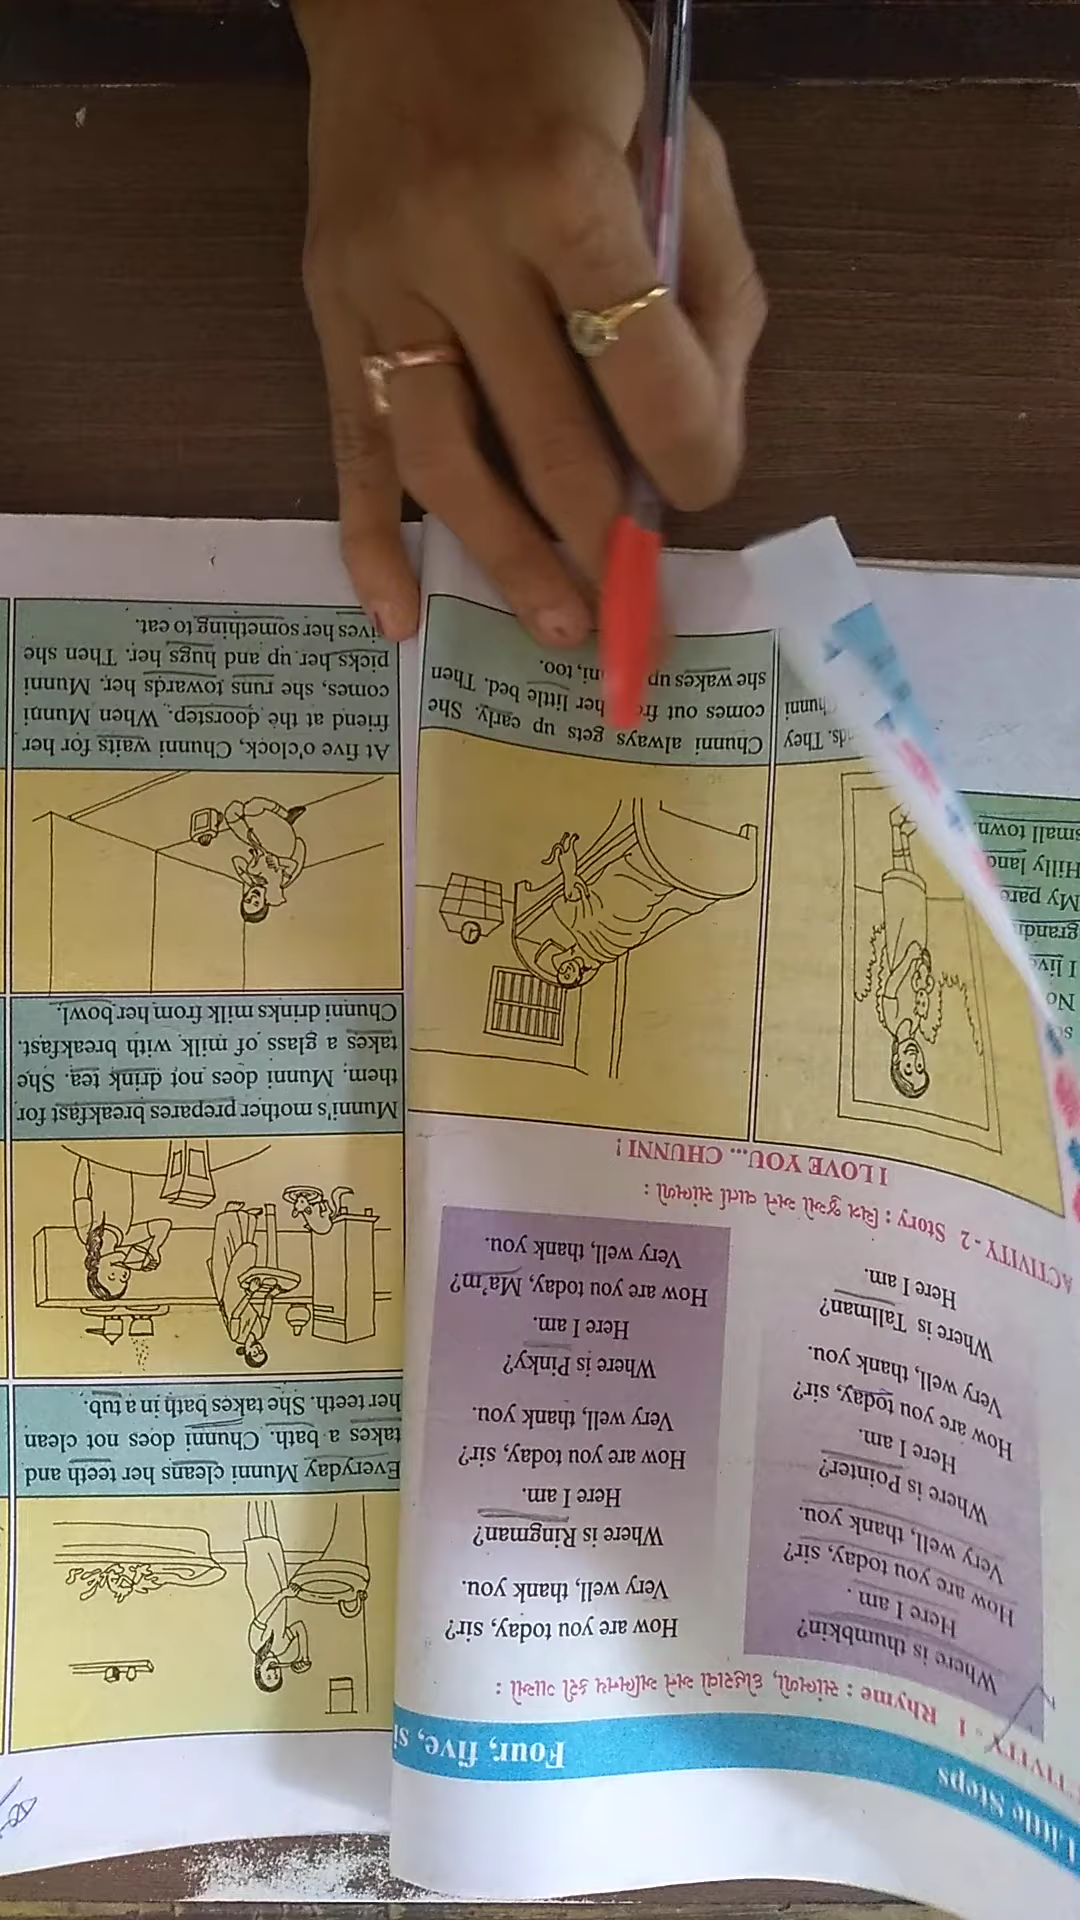 Little Steps
Four, five, si
ACTIVITY - 1 Rhyme : સાંભળો, દોહરાવો અને અભિનય કરી ગાઓ :
Where is thumbkin?
Here I am .
How are you today, sir?
Very well, thank you.
Where is Pointer?
Here I am.
How are you today, sir?
Very well, thank you.
Where is Tallman?
Here I am.
How are you today, sir?
Very well, thank you.
Where is Ringman?
Here I am.
How are you today, sir?
Very well, thank you.
Where is Pinky?
Here I am.
How are you today, Ma'm?
Very well, thank you.
ACTIVITY - 2 Story : ચિત્ર જુઓ અને વાર્તા સાંભળો :
I LOVE YOU... CHUNNI !
ds. They
Chunni
Chunni always gets up early. She
comes out her little bed. Then
she wakes up ni, too.
Everyday Munni cleans her teeth and
takes a bath. Chunni does not clean
her teeth. She takes bath in a tub.
Munni's mother prepares breakfast for
them. Munni does not drink tea. She
takes a glass of milk with breakfast.
Chunni drinks milk from her bowl.
At five o'clock, Chunni waits for her
friend at the doorstep. When Munni
comes, she runs towards her. Munni
picks her up and hugs her. Then she
gives her something to eat.
No
I live
My pare
Hilly land
small town